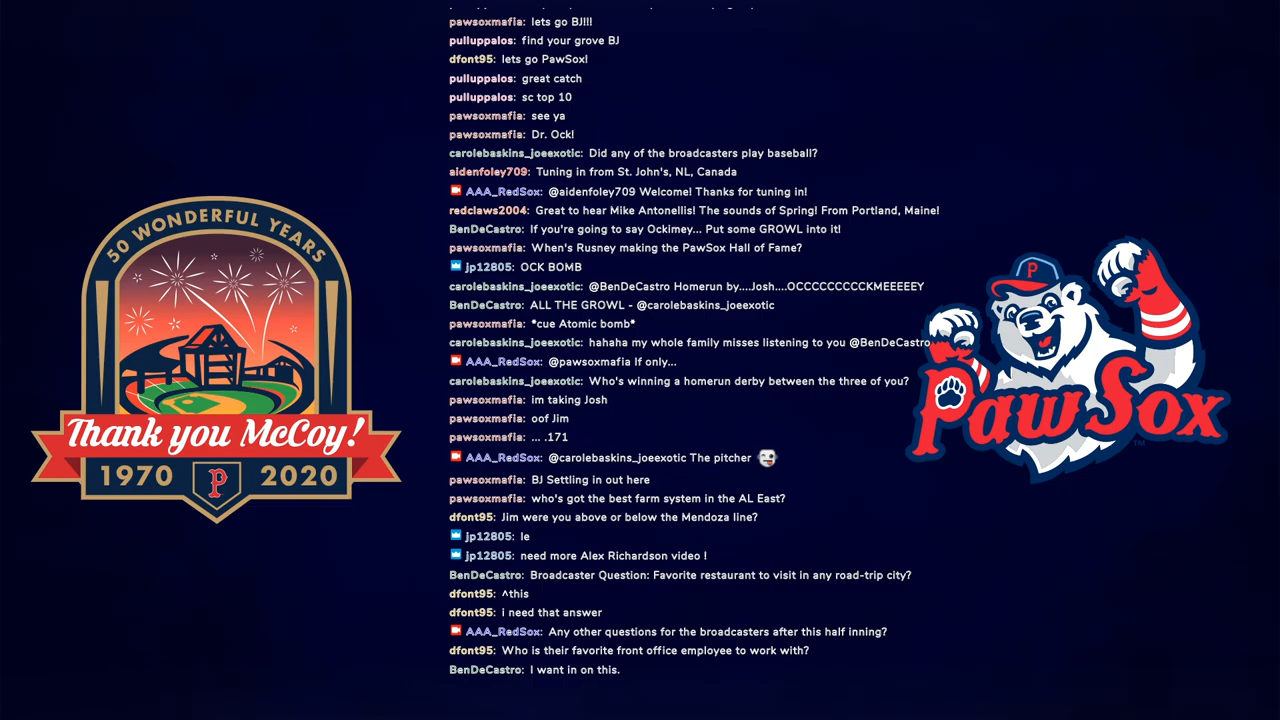 pawsoxmafia: lets go BJ!!!
pulluppalos: find your grove BJ
dfont95: lets go PawSox!
pulluppalos: great catch
pulluppalos: sc top 10
pawsoxmafia: see ya
pawsoxmafia: Dr. Ock!
carolebaskins_joeexotic: Did any of the broadcasters play baseball?
aidenfoley709: Tuning in from St. John's, NL, Canada
AAA_RedSox: @aidenfoley709 Welcome! Thanks for tuning in!
redclaws2004: Great to hear Mike Antonellis! The sounds of Spring! From Portland, Maine!
BenDeCastro: If you're going to say Ockimey... Put some GROWL into it!
pawsoxmafia: When's Rusney making the PawSox Hall of Fame?
jp12805: OCK BOMB
carolebaskins_joeexotic: @BenDeCastro Homerun by....Josh....OCCCCCCCCCKMEEEEEY
BenDeCastro: ALL THE GROWL - @carolebaskins_joeexotic
pawsoxmafia: *cue Atomic bomb*
carolebaskins_joeexotic: hahaha my whole family misses listening to you @BenDeCastro
AAA_RedSox: @pawsoxmafia If only...
carolebaskins_joeexotic: Who's winning a homerun derby between the three of you?
pawsoxmafia: im taking Josh
pawsoxmafia: oof Jim
pawsoxmafia: ... .171
AAA_RedSox: @carolebaskins_joeexotic The pitcher
pawsoxmafia: BJ Settling in out here
pawsoxmafia: who's got the best farm system in the AL East?
dfont95: Jim were you above or below the Mendoza line?
jp12805: le
jp12805: need more Alex Richardson video !
BenDeCastro: Broadcaster Question: Favorite restaurant to visit in any road-trip city?
dfont95: ^this
dfont95: i need that answer
AAA_RedSox: Any other questions for the broadcasters after this half inning?
dfont95: Who is their favorite front office employee to work with?
BenDeCastro: I want in on this.
50 WONDERFUL YEARS
Thank you McCoy!
1970 P 2020
P
PawSox
TM